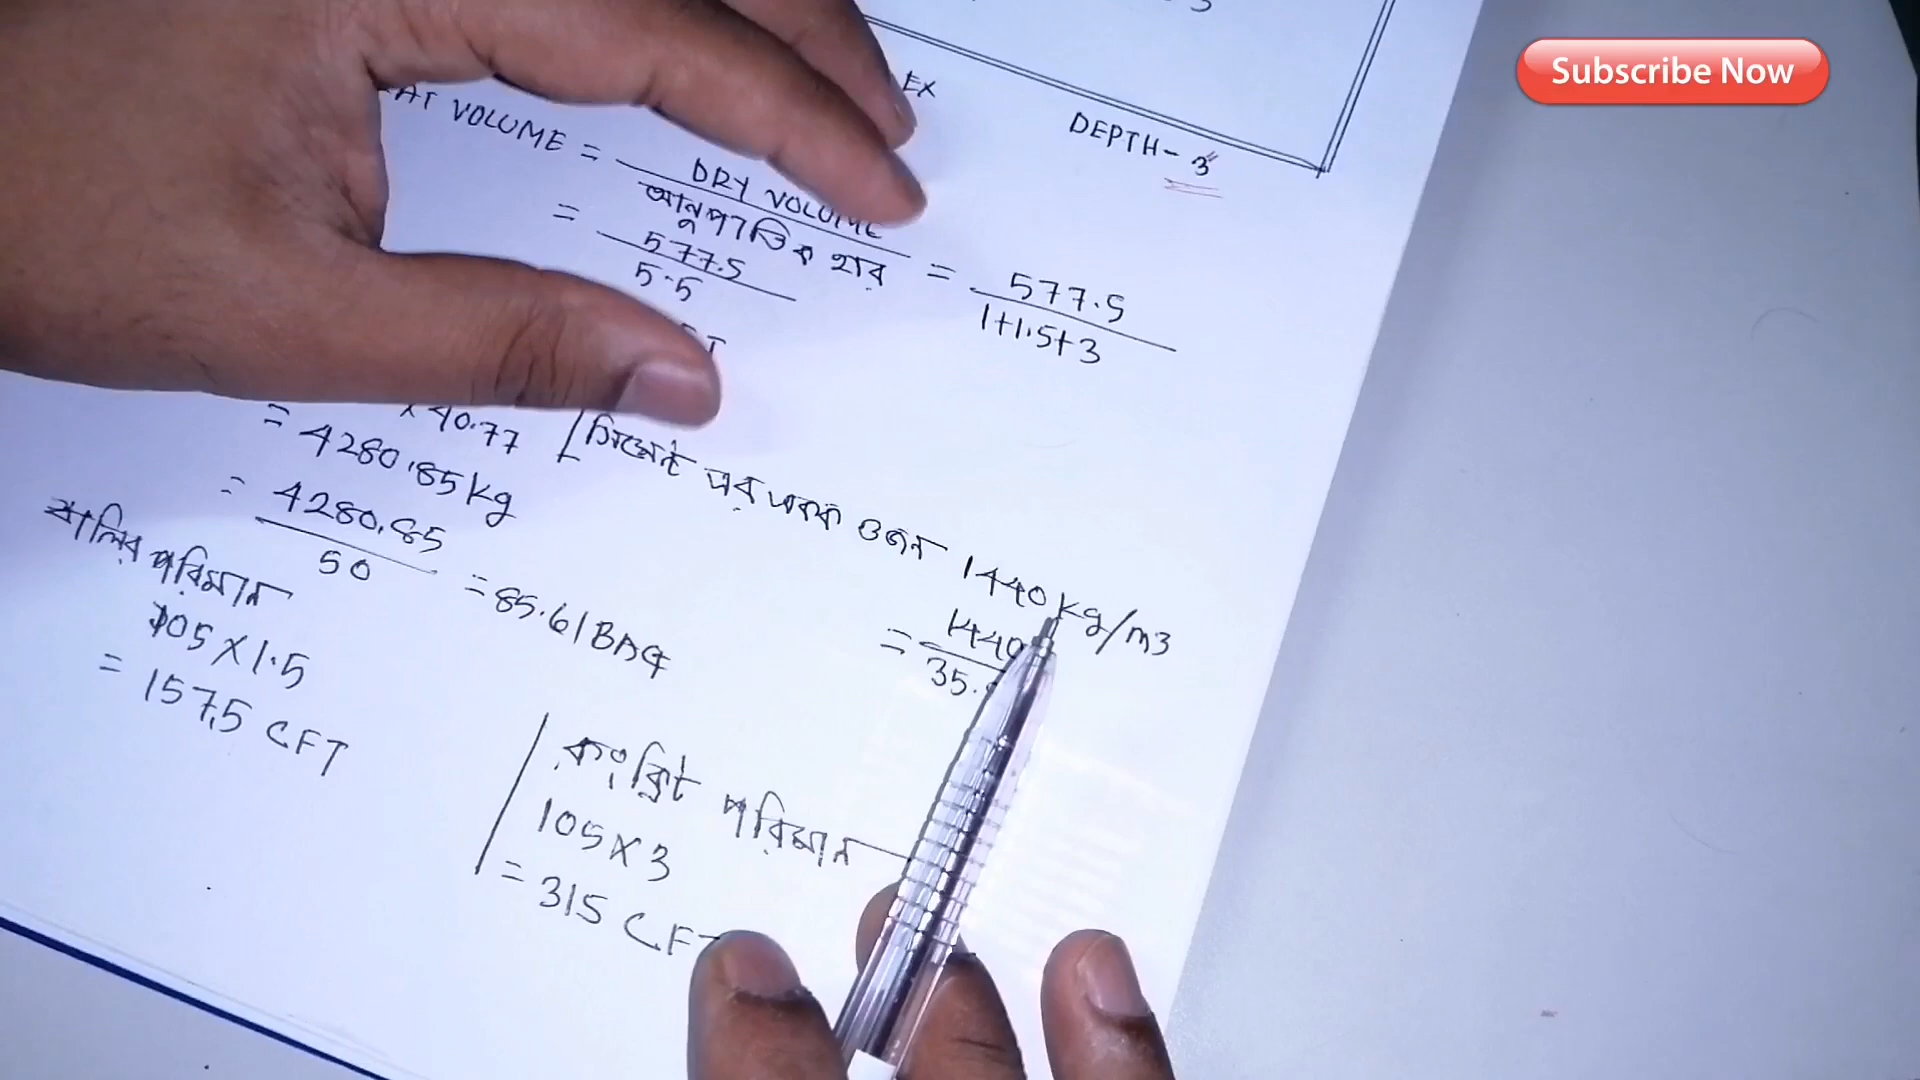 Subscribe Now
EX
DEPTH- 3
VOLUME = DRY VOLUME
আনুপাতিক হার
= 577.5
1+1.5+3
= 577.5
5.5
× 40.77 [সিমেন্ট এর একক ওজন 1440 kg/m3
= 4280.85 kg
= 1440
35.
= 4280.85
50
= 85.61 BAG
বালির পরিমান
105 × 1.5
= 157.5 CFT
কংক্রিট পরিমান
105 × 3
= 315 CFT